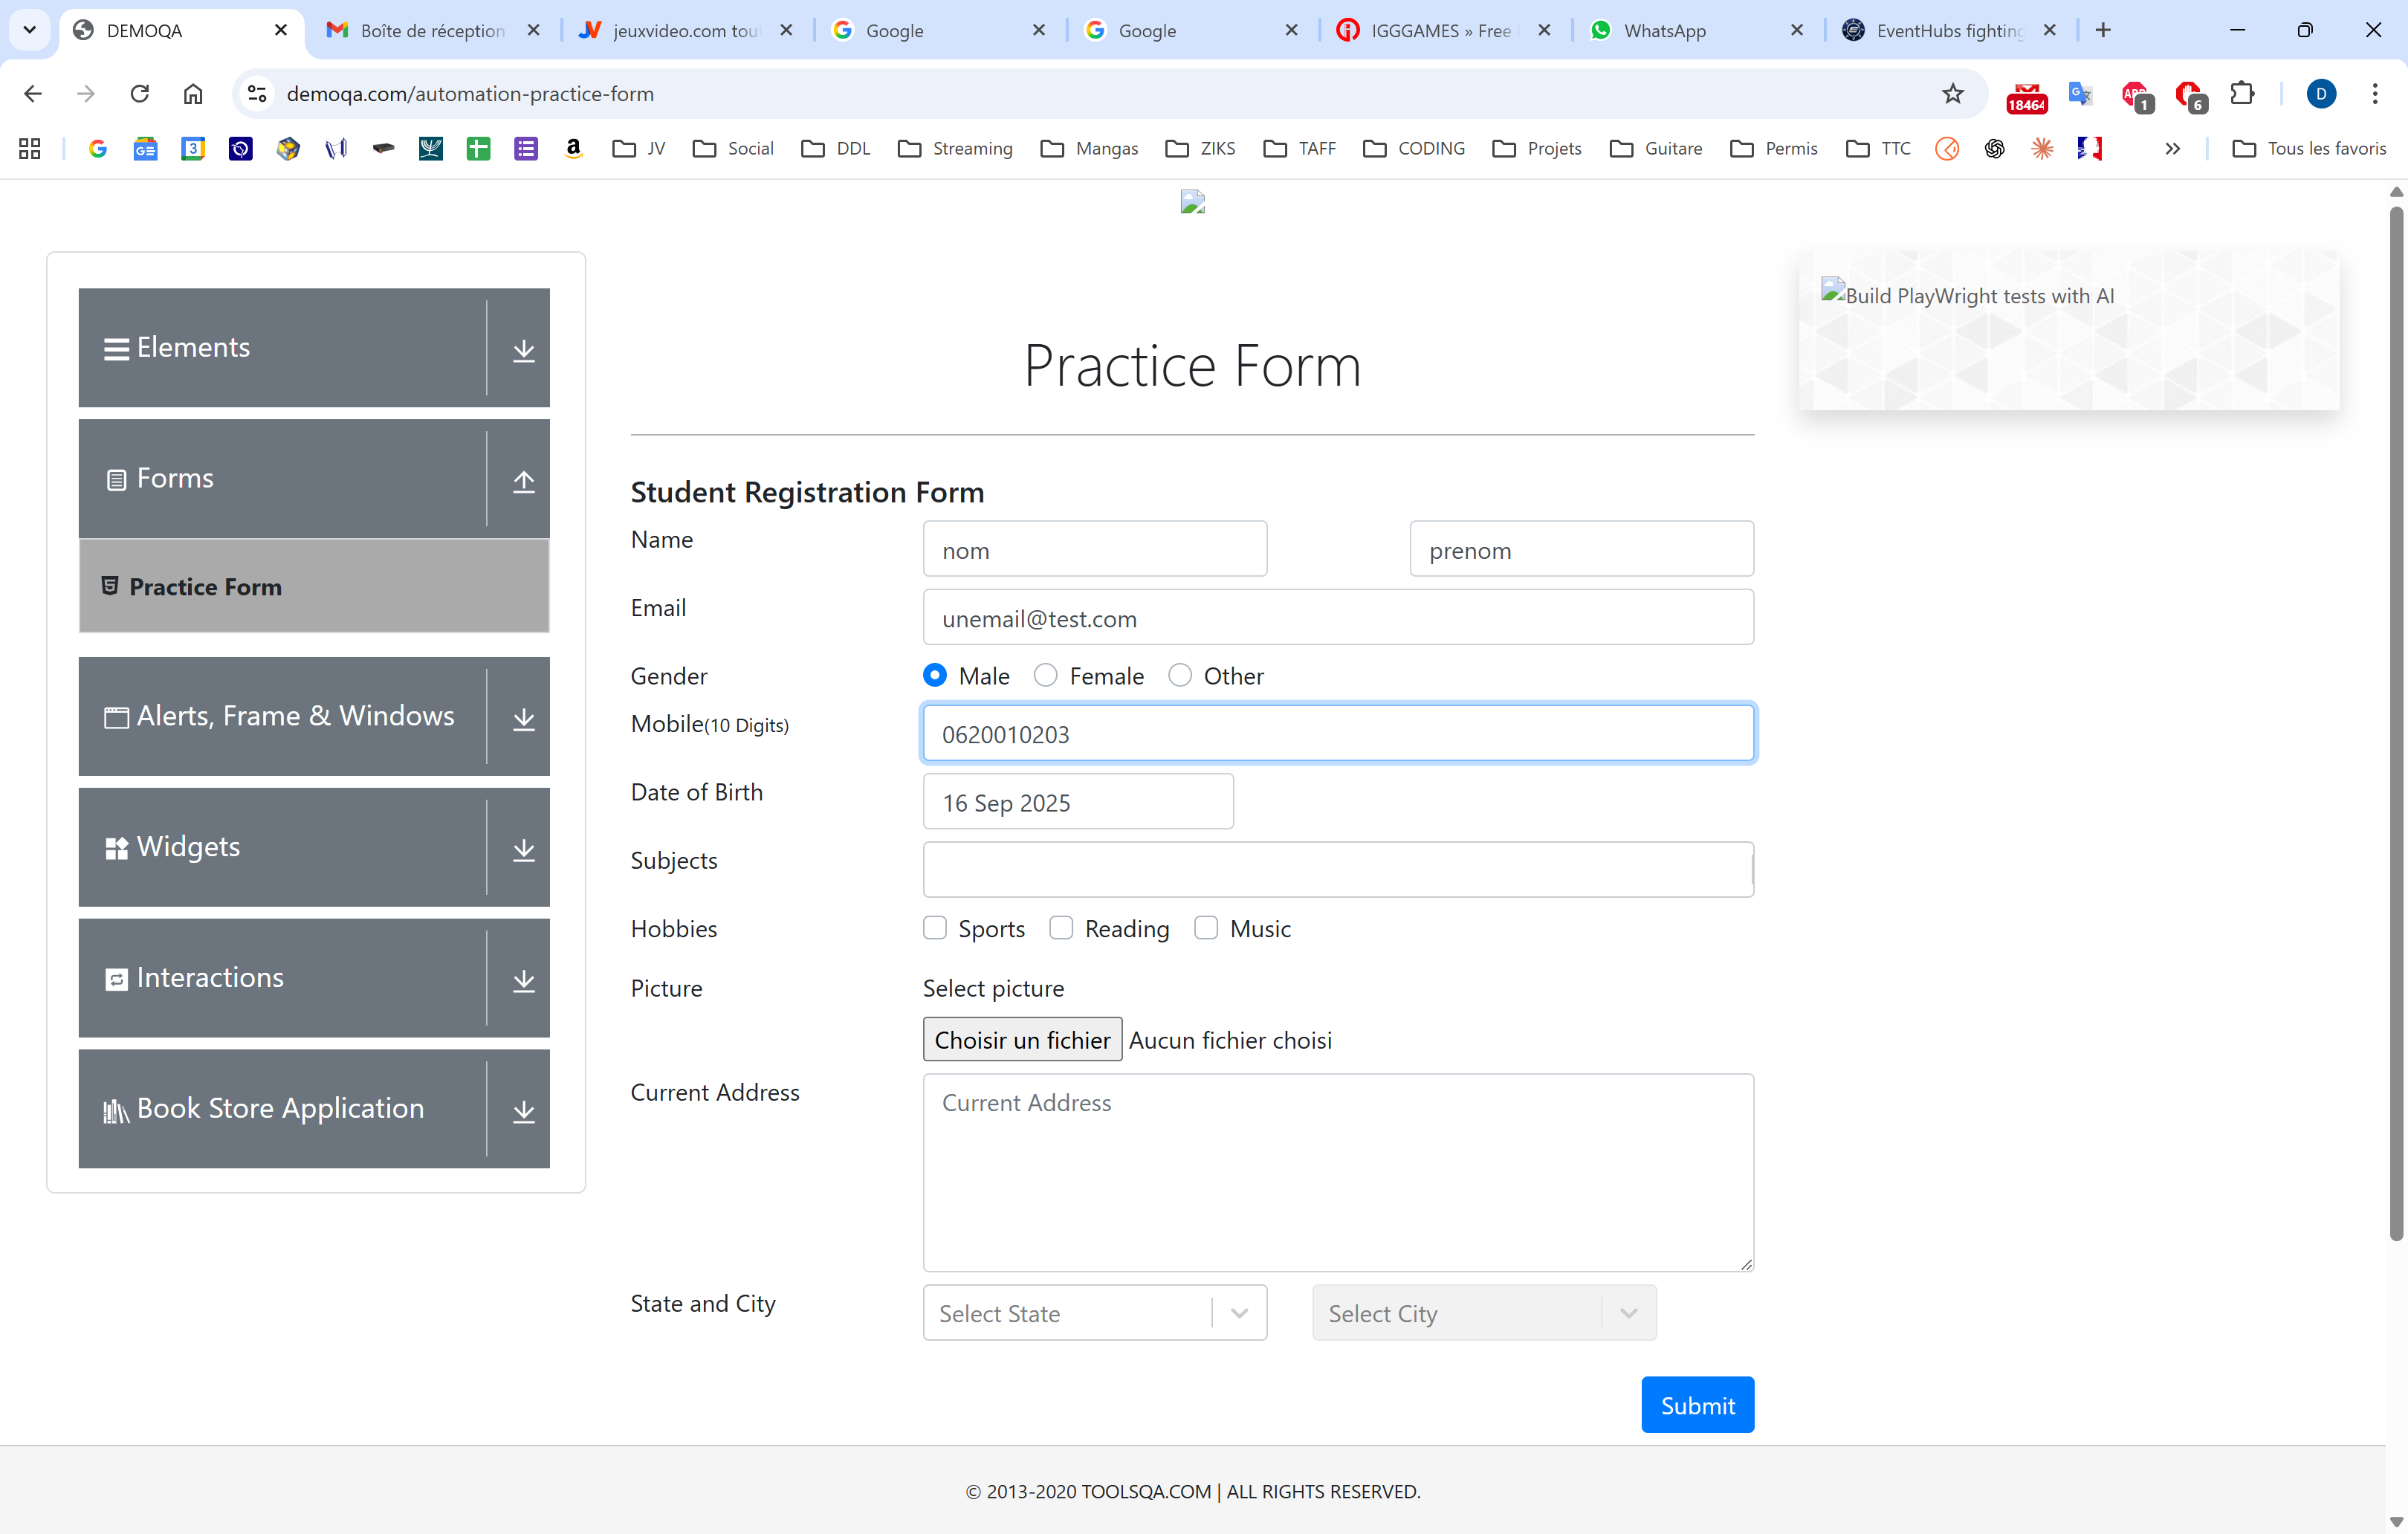 DEMOQA
Boîte de réception
jeuxvideo.com tou
Google
Google
IGGGAMES » Free
WhatsApp
EventHubs fighting
demoqa.com/automation-practice-form
18464
1
6
D
JV
Social
DDL
Streaming
Mangas
ZIKS
TAFF
CODING
Projets
Guitare
Permis
TTC
Tous les favoris
Elements
Forms
Practice Form
Alerts, Frame & Windows
Widgets
Interactions
Book Store Application
Practice Form
Student Registration Form
Name
nom
prenom
Email
unemail@test.com
Gender
Male
Female
Other
Mobile(10 Digits)
0620010203
Date of Birth
16 Sep 2025
Subjects
Hobbies
Sports
Reading
Music
Picture
Select picture
Choisir un fichier
Aucun fichier choisi
Current Address
Current Address
State and City
Select State
Select City
Submit
Build PlayWright tests with AI
© 2013-2020 TOOLSQA.COM | ALL RIGHTS RESERVED.